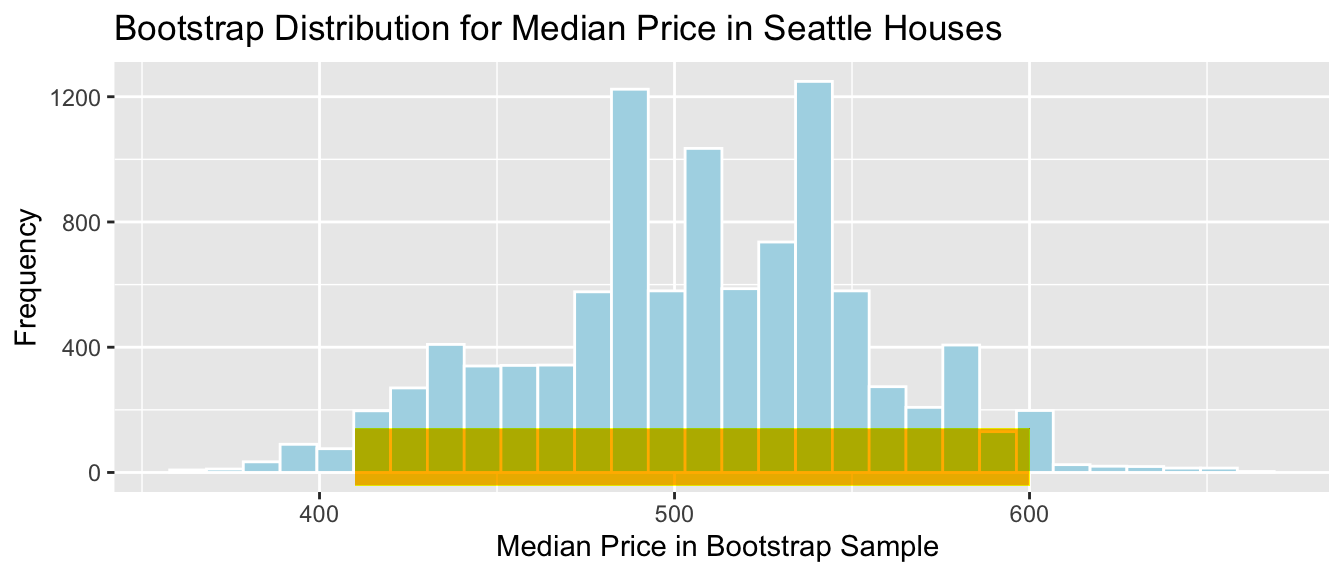 Bootstrap Distribution for Median Price in Seattle Houses
1200
800
400
0
Frequency
400 500 600
Median Price in Bootstrap Sample